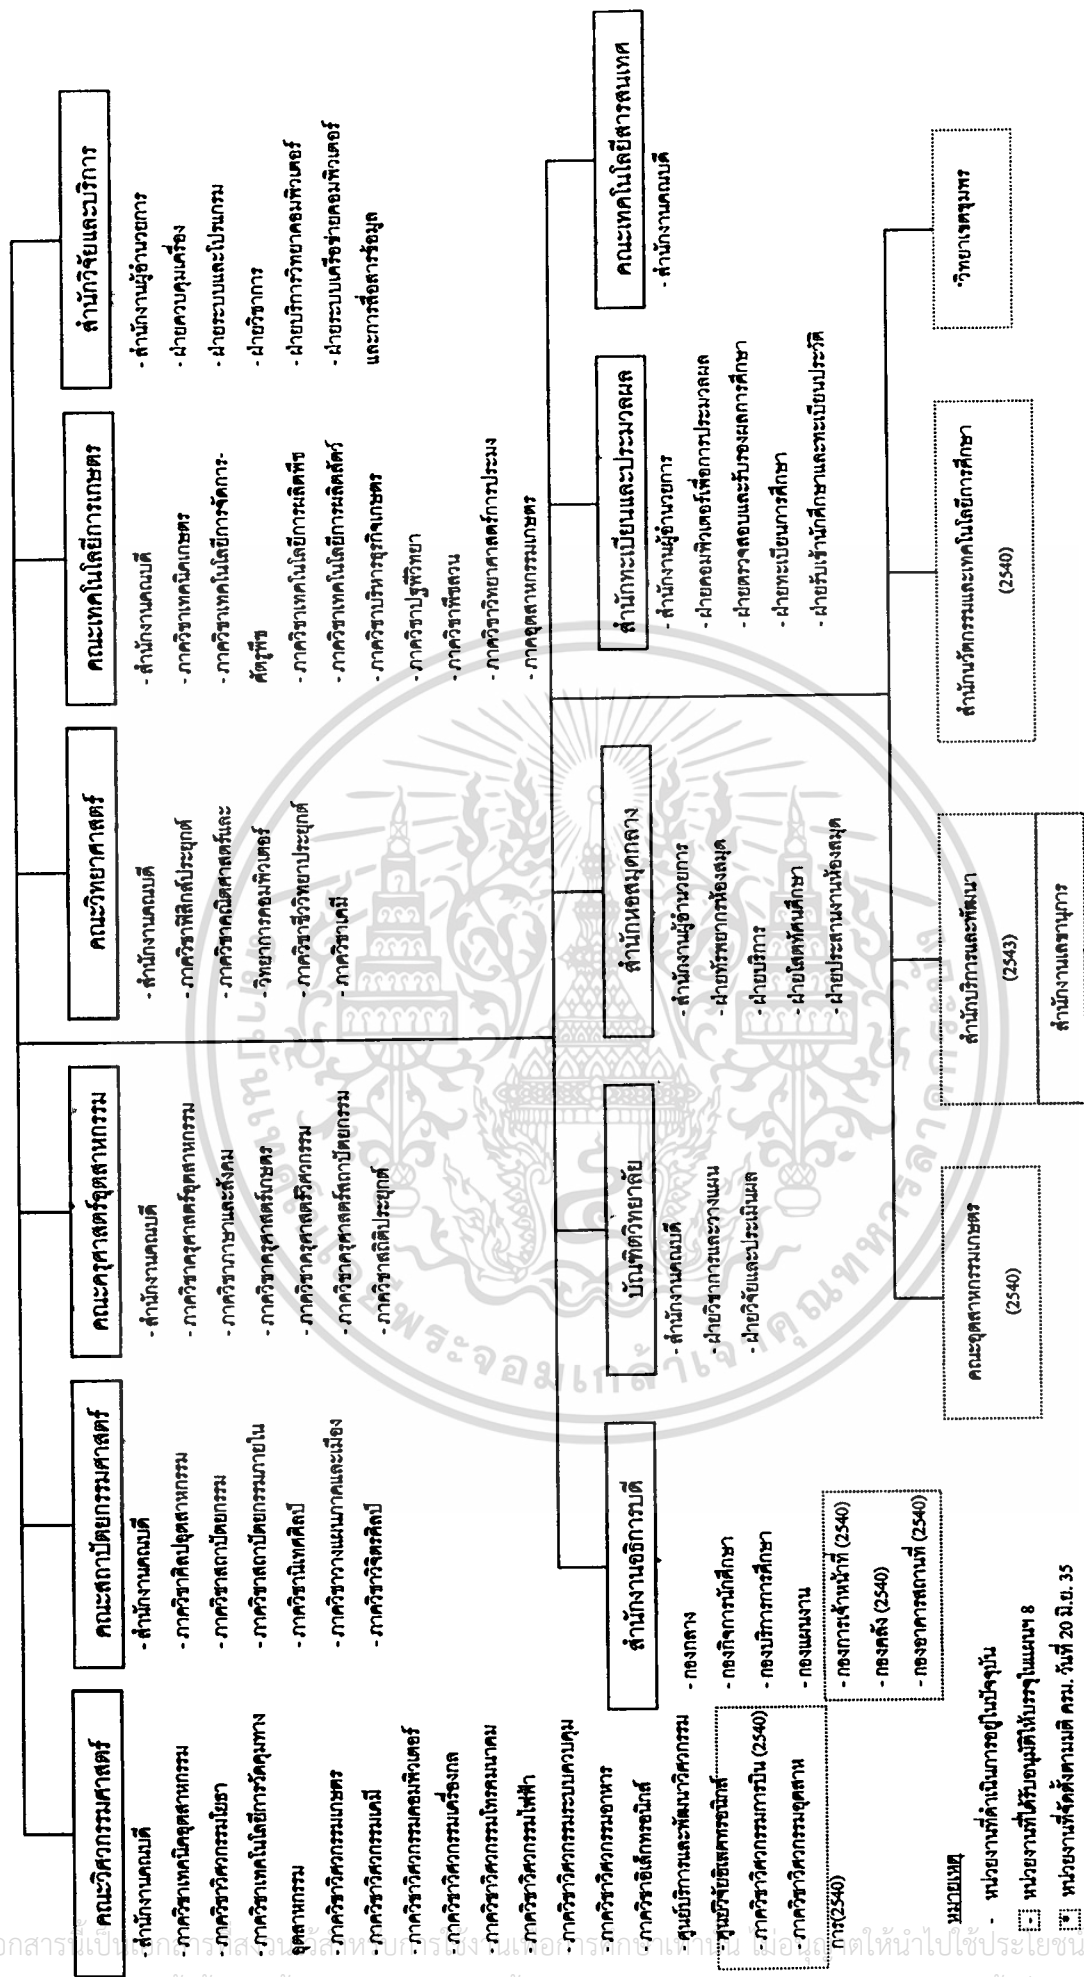 คณะวิศวกรรมศาสตร์
- สำนักงานคณบดี
- ภาควิชาเทคนิคอุตสาหกรรม
- ภาควิชาวิศวกรรมโยธา
- ภาควิชาเทคโนโลยีการวัดคุมทาง
อุตสาหกรรม
- ภาควิชาวิศวกรรมเกษตร
- ภาควิชาวิศวกรรมเคมี
- ภาควิชาวิศวกรรมคอมพิวเตอร์
- ภาควิชาวิศวกรรมเครื่องกล
- ภาควิชาวิศวกรรมโทรคมนาคม
- ภาควิชาวิศวกรรมไฟฟ้า
- ภาควิชาวิศวกรรมระบบควบคุม
- ภาควิชาวิศวกรรมอาหาร
- ภาควิชาอิเล็กทรอนิกส์
- ศูนย์บริการและพัฒนาวิศวกรรม
- ศูนย์วิจัยอิเลคทรอนิกส์
- ภาควิชาวิศวกรรมการบิน (2540)
- ภาควิชาวิศวกรรมอุตสาห
การ(2540)
คณะสถาปัตยกรรมศาสตร์
- สำนักงานคณบดี
- ภาควิชาศิลปอุตสาหกรรม
- ภาควิชาสถาปัตยกรรม
- ภาควิชาสถาปัตยกรรมภายใน
- ภาควิชานิเทศศิลป์
- ภาควิชาวางแผนภาคและเมือง
- ภาควิชาวิจิตรศิลป์
คณะครุศาสตร์อุตสาหกรรม
- สำนักงานคณบดี
- ภาควิชาครุศาสตร์อุตสาหกรรม
- ภาควิชาภาษาและสังคม
- ภาควิชาครุศาสตร์เกษตร
- ภาควิชาครุศาสตร์วิศวกรรม
- ภาควิชาครุศาสตร์สถาปัตยกรรม
- ภาควิชาสถิติประยุกต์
คณะวิทยาศาสตร์
- สำนักงานคณบดี
- ภาควิชาฟิสิกส์ประยุกต์
- ภาควิชาคณิตศาสตร์และ
- วิทยาการคอมพิวเตอร์
- ภาควิชาชีววิทยาประยุกต์
- ภาควิชาเคมี
คณะเทคโนโลยีการเกษตร
- สำนักงานคณบดี
- ภาควิชาเทคนิคเกษตร
- ภาควิชาเทคโนโลยีการจัดการ-
ศัตรูพืช
- ภาควิชาเทคโนโลยีการผลิตพืช
- ภาควิชาเทคโนโลยีการผลิตสัตว์
- ภาควิชาบริหารธุรกิจเกษตร
- ภาควิชาปฐพีวิทยา
- ภาควิชาพืชสวน
- ภาควิชาวิทยาศาสตร์การประมง
- ภาคอุตสาหกรรมเกษตร
สำนักวิจัยและบริการ
- สำนักงานผู้อำนวยการ
- ฝ่ายควบคุมเครื่อง
- ฝ่ายระบบและโปรแกรม
- ฝ่ายวิชาการ
- ฝ่ายบริการวิทยาคอมพิวเตอร์
- ฝ่ายระบบเครือข่ายคอมพิวเตอร์
และการสื่อสารข้อมูล
สำนักงานอธิการบดี
- กองกลาง
- กองกิจการนักศึกษา
- กองบริการการศึกษา
- กองแผนงาน
- กองการเจ้าหน้าที่ (2540)
- กองคลัง (2540)
- กองอาคารสถานที่ (2540)
บัณฑิตวิทยาลัย
- สำนักงานคณบดี
- ฝ่ายวิชาการและวางแผน
- ฝ่ายวิจัยและประเมินผล
สำนักหอสมุดกลาง
- สำนักงานผู้อำนวยการ
- ฝ่ายทรัพยากรห้องสมุด
- ฝ่ายบริการ
- ฝ่ายโสตทัศนศึกษา
- ฝ่ายประสานงานห้องสมุด
สำนักทะเบียนและประมวลผล
- สำนักงานผู้อำนวยการ
- ฝ่ายคอมพิวเตอร์เพื่อการประมวลผล
- ฝ่ายตรวจสอบและรับรองผลการศึกษา
- ฝ่ายทะเบียนการศึกษา
- ฝ่ายรับเข้านักศึกษาและทะเบียนประวัติ
คณะเทคโนโลยีสารสนเทศ
- สำนักงานคณบดี
คณะอุตสาหกรรมเกษตร
(2540)
สำนักบริการและพัฒนา
(2543)
สำนักงานเลขานุการ
สำนักนวัตกรรมและเทคโนโลยีการศึกษา
(2540)
*วิทยาเขตชุมพร
หมายเหตุ
- หน่วยงานที่ดำเนินการอยู่ในปัจจุบัน
- หน่วยงานที่ได้รับอนุมัติให้บรรจุในแผนฯ 8
* หน่วยงานที่จัดตั้งตามมติ ครม. วันที่ 20 มิ.ย. 35
พระจอมเกล้าเจ้าคุณทหารลาดกระบัง